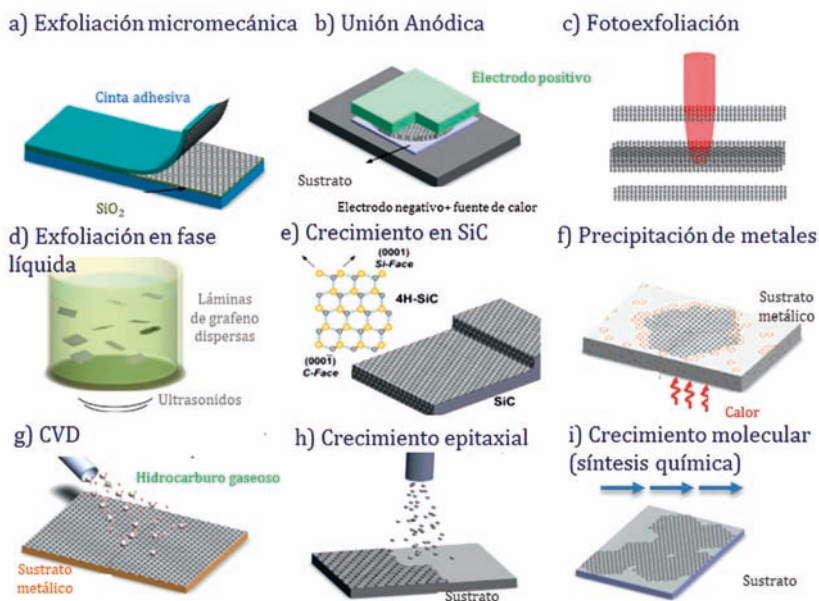 a) Exfoliación micromecánica
Cinta adhesiva
SiO₂
b) Unión Anódica
Electrodo positivo
Sustrato
Electrodo negativo+ fuente de calor
c) Fotoexfoliación
d) Exfoliación en fase
líquida
Láminas
de grafeno
dispersas
Ultrasonidos
e) Crecimiento en SiC
(0001)
Si-Face
4H-SiC
(0001̅)
C-Face
SiC
f) Precipitación de metales
Sustrato
metálico
Calor
g) CVD
Hidrocarburo gaseoso
Sustrato
metálico
h) Crecimiento epitaxial
Sustrato
i) Crecimiento molecular
(síntesis química)
Sustrato